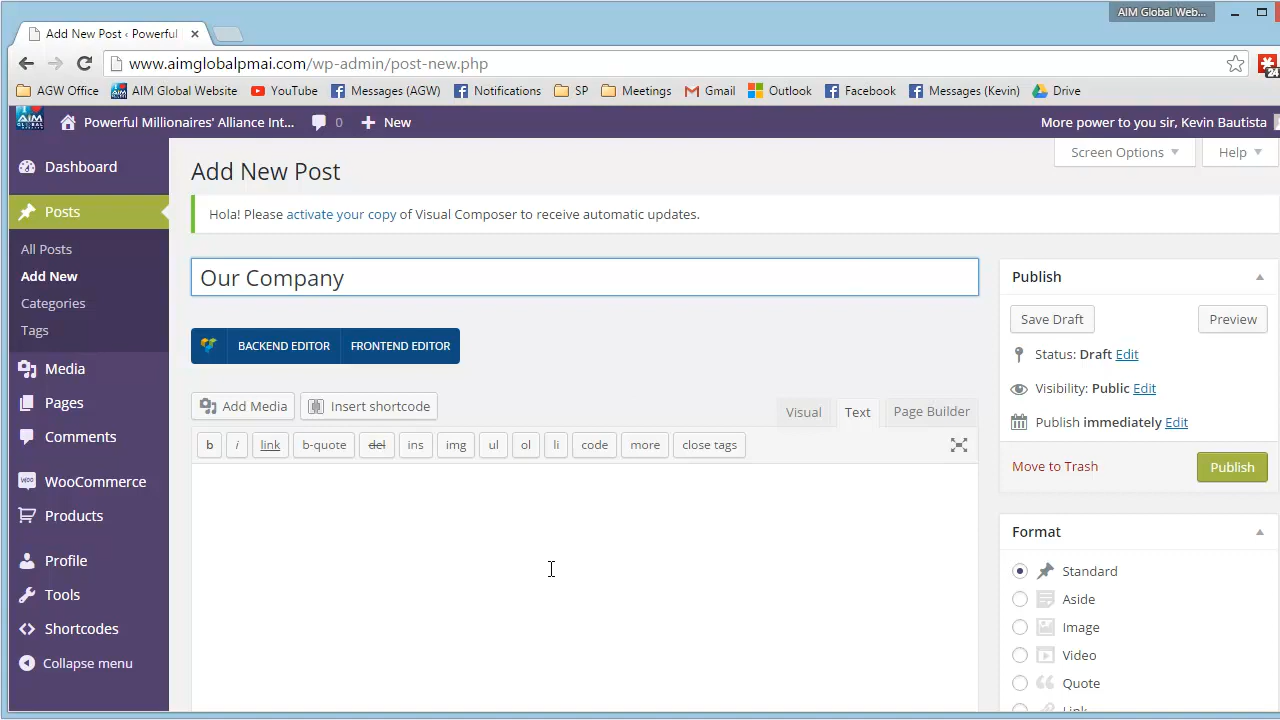 AIM Global Web...
Add New Post ‹ Powerful
www.aimglobalpmai.com/wp-admin/post-new.php
24
AGW Office
AIM Global Website
YouTube
Messages (AGW)
Notifications
SP
Meetings
Gmail
Outlook
Facebook
Messages (Kevin)
Drive
AIM
Powerful Millionaires' Alliance Int...
0
New
More power to you sir, Kevin Bautista
Dashboard
Posts
All Posts
Add New
Categories
Tags
Media
Pages
Comments
WooCommerce
Products
Profile
Tools
Shortcodes
Collapse menu
Screen Options
Help
Add New Post
Hola! Please activate your copy of Visual Composer to receive automatic updates.
Our Company
BACKEND EDITOR
FRONTEND EDITOR
Add Media
Insert shortcode
Visual
Text
Page Builder
b
i
link
b-quote
del
ins
img
ul
ol
li
code
more
close tags
Publish
Save Draft
Preview
Status: Draft Edit
Visibility: Public Edit
Publish immediately Edit
Move to Trash
Publish
Format
Standard
Aside
Image
Video
Quote
Link